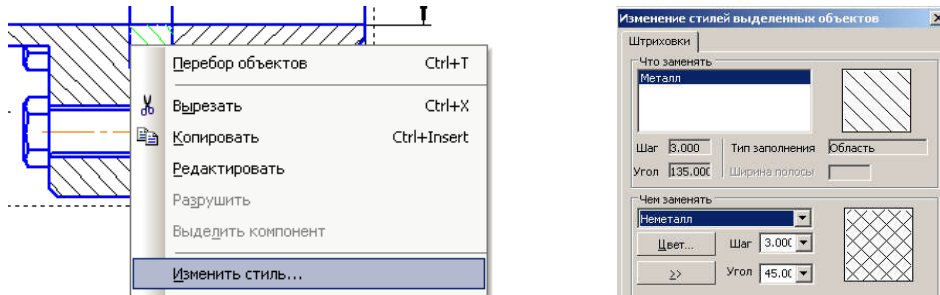 Перебор объектов Ctrl+T
Вырезать Ctrl+X
Копировать Ctrl+Insert
Редактировать
Разрушить
Выделить компонент
Изменить стиль...
Изменение стилей выделенных объектов
Штриховки
Что заменять
Металл
Шаг 3.000 Тип заполнения Область
Угол 135.000 Ширина полосы
Чем заменять
Неметалл
Цвет... Шаг 3.000
>> Угол 45.00